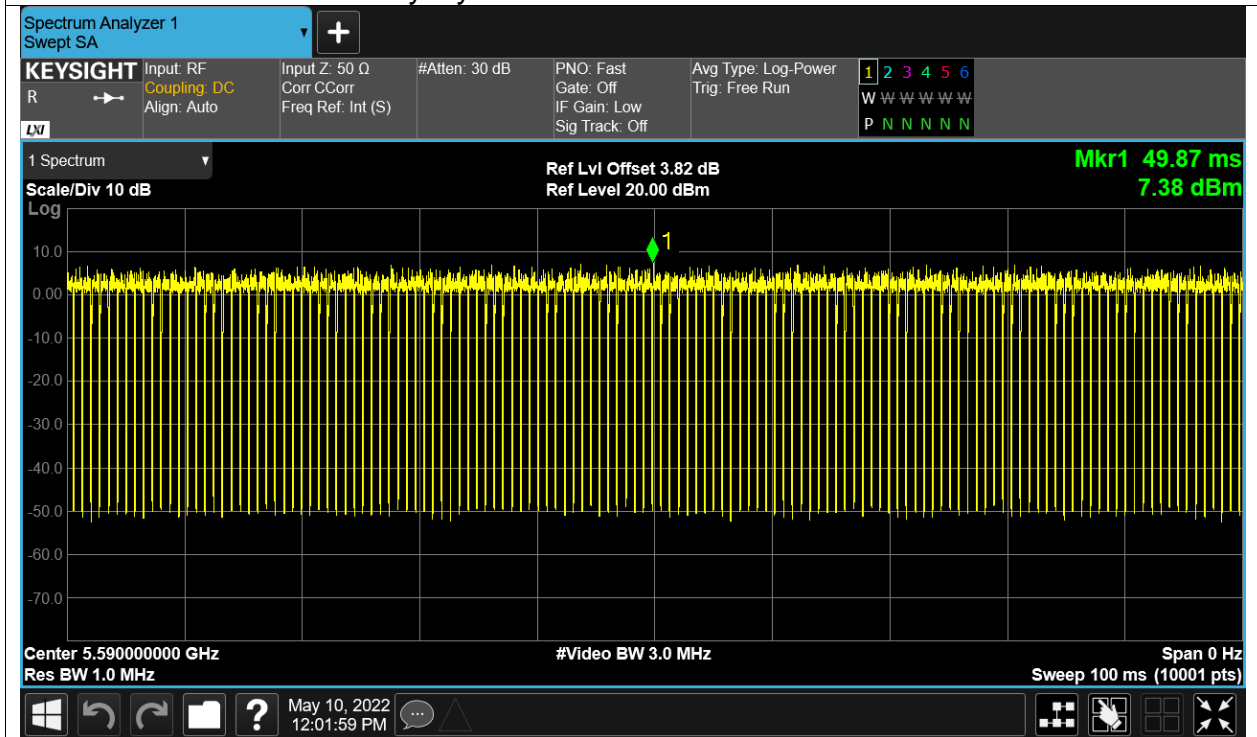 Spectrum Analyzer 1
Swept SA
KEYSIGHT
R
LXI
Input: RF
Coupling: DC
Align: Auto
Input Z: 50 Ω
Corr CCorr
Freq Ref: Int (S)
#Atten: 30 dB
PNO: Fast
Gate: Off
IF Gain: Low
Sig Track: Off
Avg Type: Log-Power
Trig: Free Run
1 2 3 4 5 6
W W W W W W
P N N N N N
1 Spectrum
Scale/Div 10 dB
Log
Ref Lvl Offset 3.82 dB
Ref Level 20.00 dBm
Mkr1 49.87 ms
7.38 dBm
1
10.0
0.00
-10.0
-20.0
-30.0
-40.0
-50.0
-60.0
-70.0
Center 5.590000000 GHz
Res BW 1.0 MHz
#Video BW 3.0 MHz
Span 0 Hz
Sweep 100 ms (10001 pts)
?
May 10, 2022
12:01:59 PM